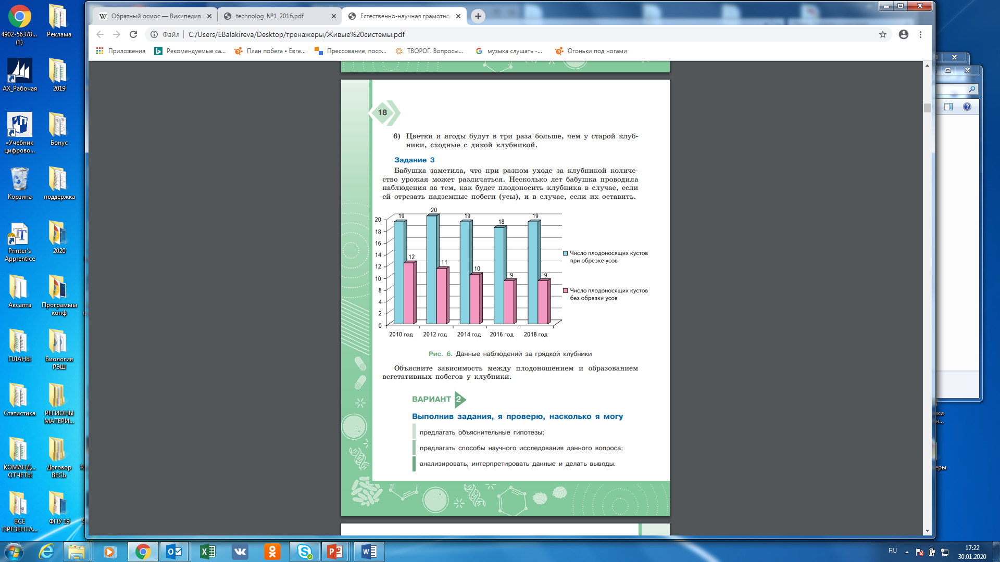 Обратный осмос — Википедия
technolog_№1_2016.pdf
Естественно-научная грамотно
Файл
C:/Users/EBalakireva/Desktop/тренажеры/Живые%20системы.pdf
Приложения
Рекомендуемые са...
План побега • Евге...
Прессование, посо...
ТВОРОГ. Вопросы...
музыка слушать -...
Огоньки под ногами
4902-56378...
(1)
Реклама
AX_Рабочая
2019
«Учебник
цифрово...
Бонус
Корзина
поддержка
Printer's
Apprentice
2020
Аксапта
Программы
конф
ПЛАНЫ
Биология
РЭШ
Статистика
РЕГИОНЫ
МАТЕРИ...
КОМАНД...
ОТЧЕТЫ
Договор
ВЕСЬ
ВСЕ
ПРЕЗЕНТА...
ФПУ 19
18
6) Цветки и ягоды будут в три раза больше, чем у старой клуб-
ники, сходные с дикой клубникой.
Задание 3
Бабушка заметила, что при разном уходе за клубникой количе-
ство урожая может различаться. Несколько лет бабушка проводила
наблюдения за тем, как будет плодоносить клубника в случае, если
ей отрезать надземные побеги (усы), и в случае, если их оставить.
20
18
16
14
12
10
8
4
2
0
19
12
20
11
19
10
18
9
19
9
2010 год
2012 год
2014 год
2016 год
2018 год
Число плодоносящих кустов
при обрезке усов
Число плодоносящих кустов
без обрезки усов
Рис. 6. Данные наблюдений за грядкой клубники
Объясните зависимость между плодоношением и образованием
вегетативных побегов у клубники.
ВАРИАНТ 2
Выполнив задания, я проверю, насколько я могу
предлагать объяснительные гипотезы;
предлагать способы научного исследования данного вопроса;
анализировать, интерпретировать данные и делать выводы.
RU
17:22
30.01.2020